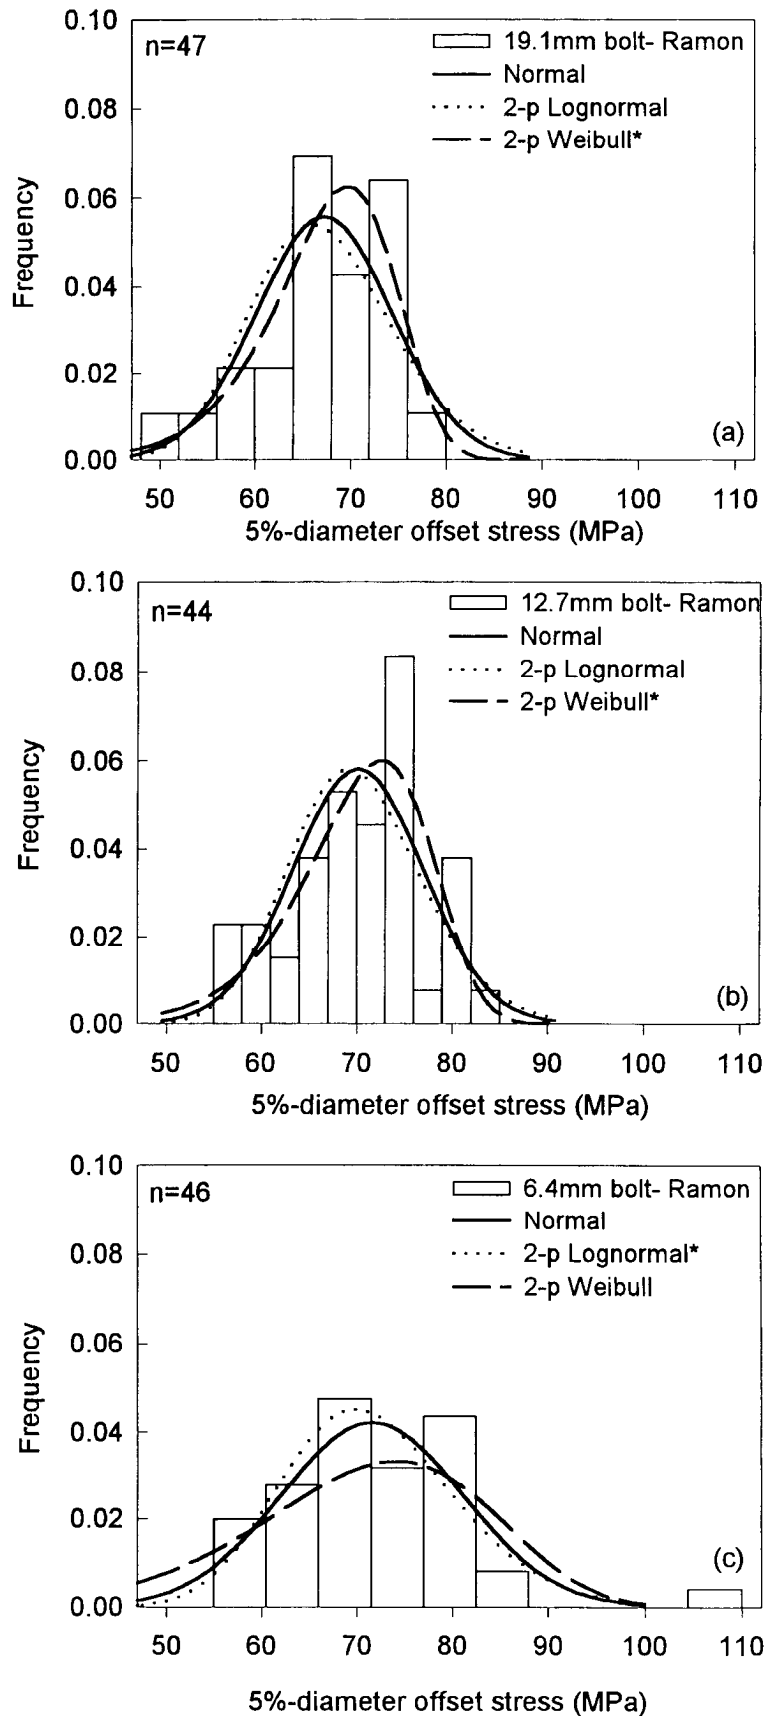 n=47
19.1mm bolt- Ramon
Normal
2-p Lognormal
2-p Weibull*
0.10
0.08
0.06
0.04
0.02
0.00
Frequency
(a)
50 60 70 80 90 100 110
5%-diameter offset stress (MPa)
n=44
12.7mm bolt- Ramon
Normal
2-p Lognormal
2-p Weibull*
0.10
0.08
0.06
0.04
0.02
0.00
Frequency
(b)
50 60 70 80 90 100 110
5%-diameter offset stress (MPa)
n=46
6.4mm bolt- Ramon
Normal
2-p Lognormal*
2-p Weibull
0.10
0.08
0.06
0.04
0.02
0.00
Frequency
(c)
50 60 70 80 90 100 110
5%-diameter offset stress (MPa)